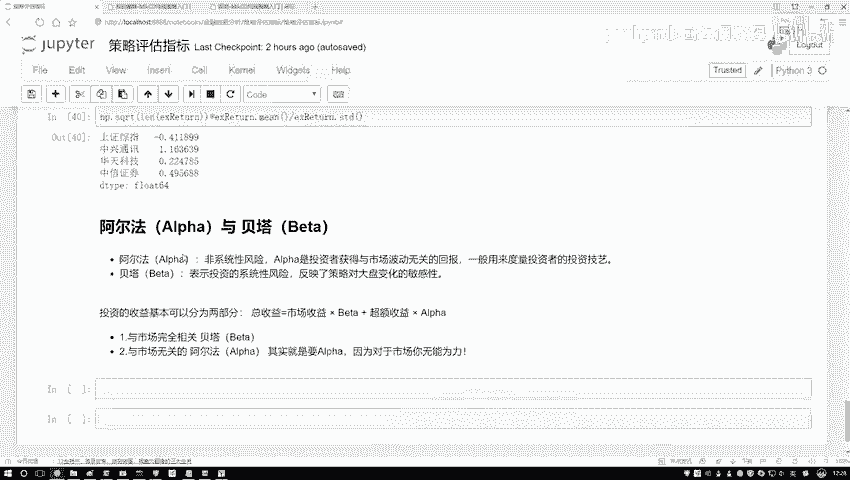 jupyter 策略评估指标 Last Checkpoint: 2 hours ago (autosaved)
Logout
File Edit View Insert Cell Kernel Widgets Help
Trusted Python 3
Code
In [40]: np.sqrt(len(exReturn))*exReturn.mean()/exReturn.std()
Out[40]: 上证综指 -0.411899
中兴通讯 1.163639
华天科技 0.224785
中信证券 0.495688
dtype: float64
阿尔法（Alpha）与 贝塔（Beta）
阿尔法（Alpha）：非系统性风险，Alpha是投资者获得与市场波动无关的回报，一般用来度量投资者的投资技艺。
贝塔（Beta）：表示投资的系统性风险，反映了策略对大盘变化的敏感性。
投资的收益基本可以分为两部分： 总收益=市场收益 × Beta + 超额收益 × Alpha
1.与市场完全相关 贝塔（Beta）
2.与市场无关的 阿尔法（Alpha） 其实就是要Alpha，因为对于市场你无能为力！
In [ ]:
In [ ]:
12:26